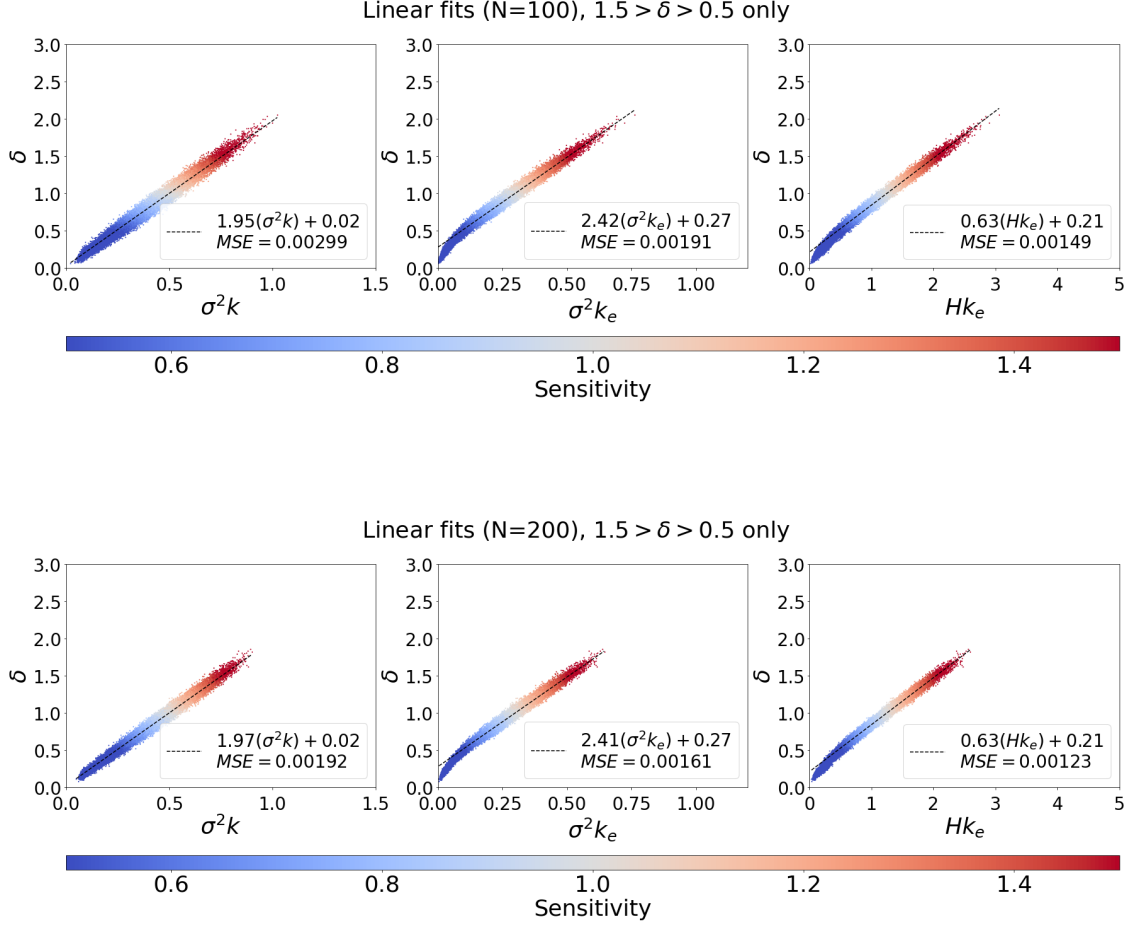 Linear fits (N=100), 1.5 > δ > 0.5 only
3.0
2.5
2.0
1.5
1.0
0.5
0.0
δ
0.0 0.5 1.0 1.5
σ²k
1.95(σ²k) + 0.02
MSE = 0.00299
3.0
2.5
2.0
1.5
1.0
0.5
0.0
δ
0.00 0.25 0.50 0.75 1.00
σ²kₑ
2.42(σ²kₑ) + 0.27
MSE = 0.00191
3.0
2.5
2.0
1.5
1.0
0.5
0.0
δ
0 1 2 3 4 5
Hkₑ
0.63(Hkₑ) + 0.21
MSE = 0.00149
0.6 0.8 1.0 1.2 1.4
Sensitivity
Linear fits (N=200), 1.5 > δ > 0.5 only
3.0
2.5
2.0
1.5
1.0
0.5
0.0
δ
0.0 0.5 1.0 1.5
σ²k
1.97(σ²k) + 0.02
MSE = 0.00192
3.0
2.5
2.0
1.5
1.0
0.5
0.0
δ
0.00 0.25 0.50 0.75 1.00
σ²kₑ
2.41(σ²kₑ) + 0.27
MSE = 0.00161
3.0
2.5
2.0
1.5
1.0
0.5
0.0
δ
0 1 2 3 4 5
Hkₑ
0.63(Hkₑ) + 0.21
MSE = 0.00123
0.6 0.8 1.0 1.2 1.4
Sensitivity